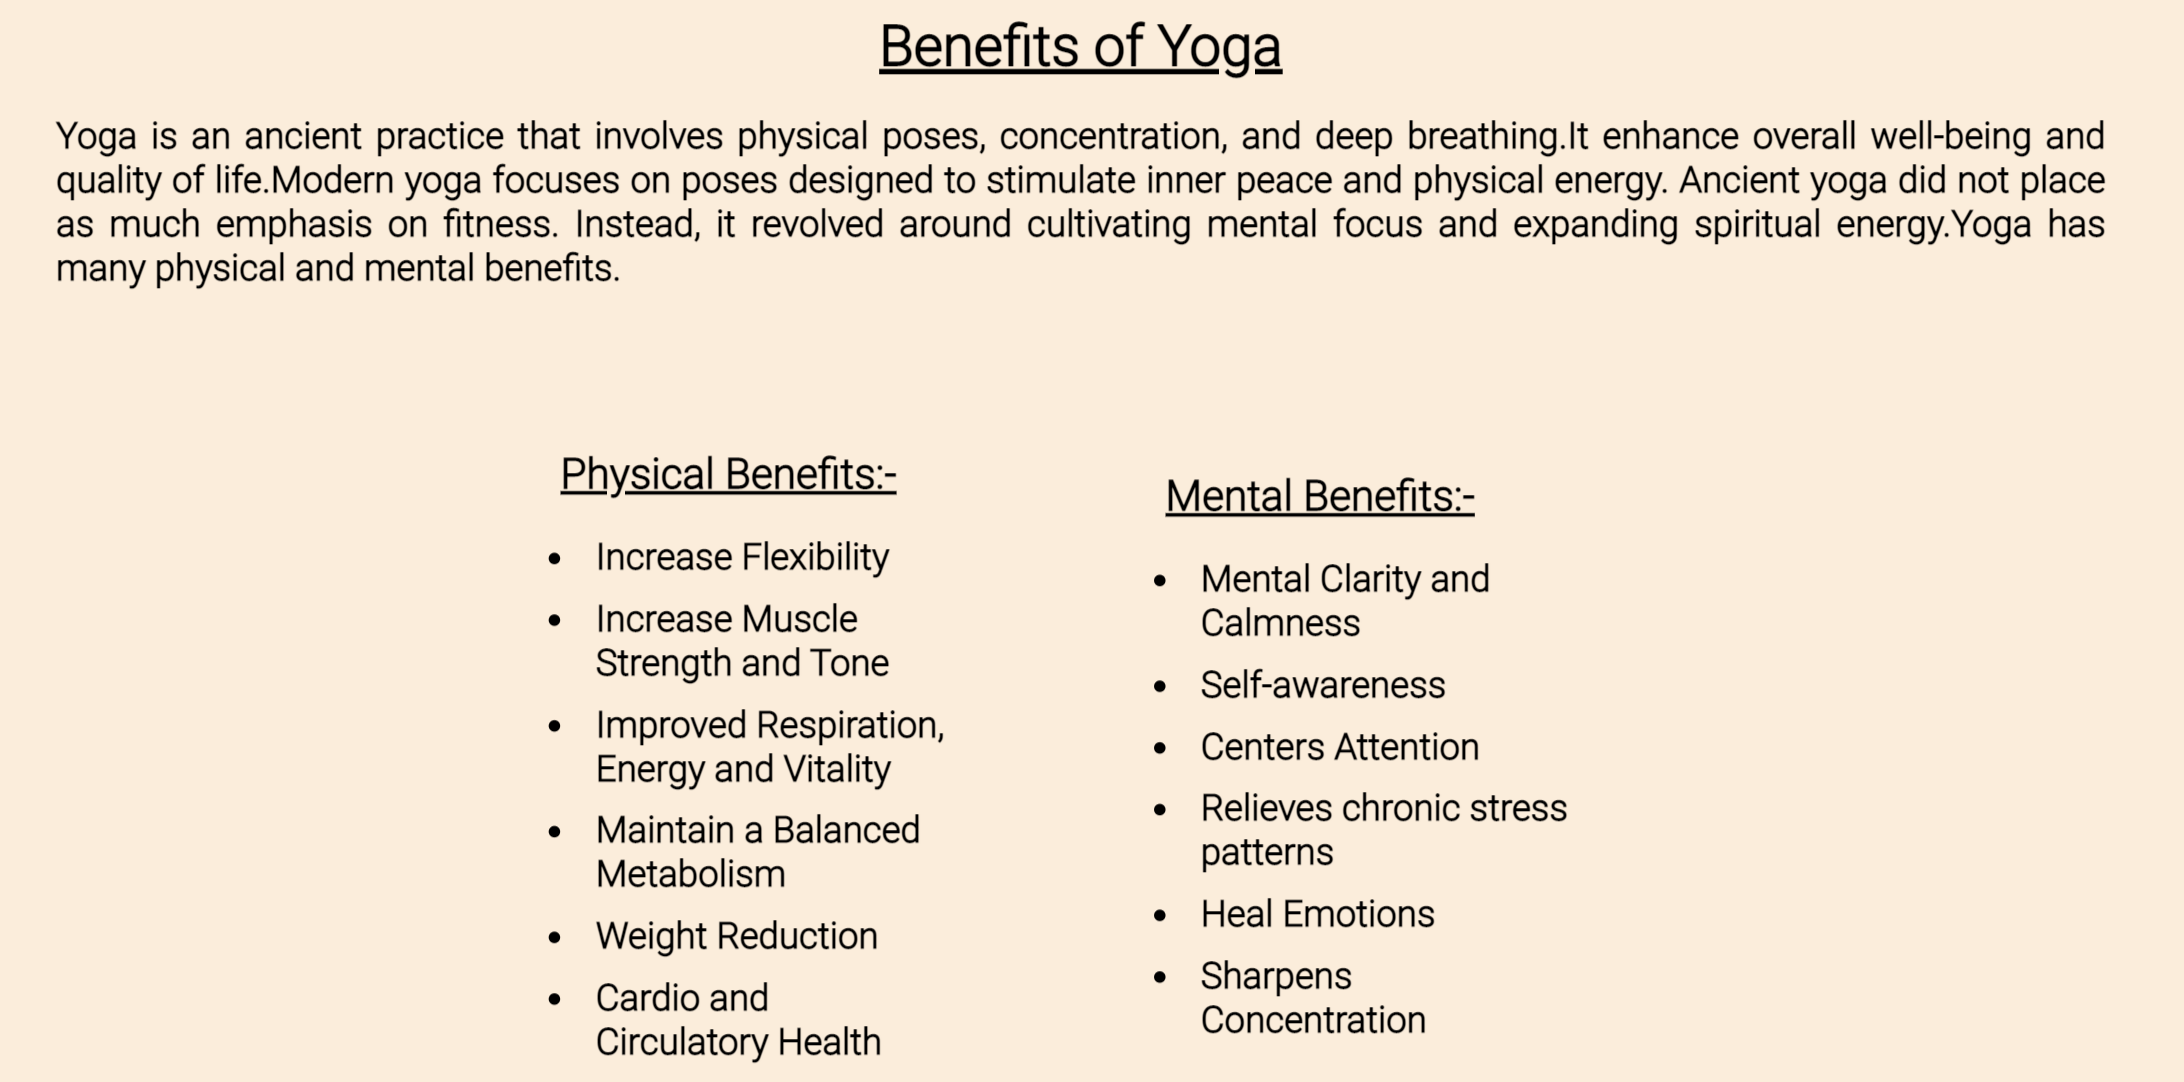 Benefits of Yoga
Yoga is an ancient practice that involves physical poses, concentration, and deep breathing.It enhance overall well-being and
quality of life.Modern yoga focuses on poses designed to stimulate inner peace and physical energy. Ancient yoga did not place
as much emphasis on fitness. Instead, it revolved around cultivating mental focus and expanding spiritual energy.Yoga has
many physical and mental benefits.
Physical Benefits:-
• Increase Flexibility
• Increase Muscle
Strength and Tone
• Improved Respiration,
Energy and Vitality
• Maintain a Balanced
Metabolism
• Weight Reduction
• Cardio and
Circulatory Health
Mental Benefits:-
• Mental Clarity and
Calmness
• Self-awareness
• Centers Attention
• Relieves chronic stress
patterns
• Heal Emotions
• Sharpens
Concentration